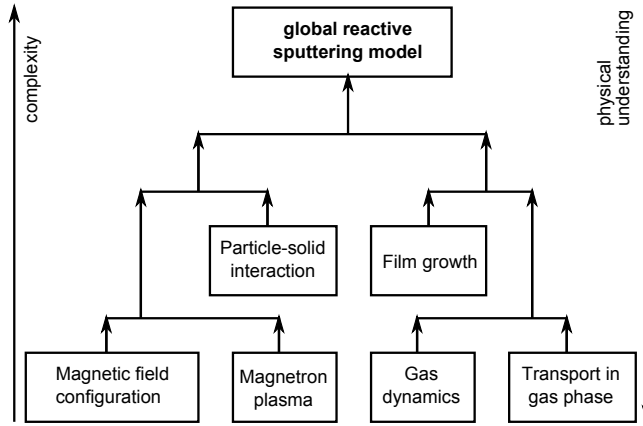 global reactive
sputtering model
complexity
physical
understanding
Particle-solid
interaction
Film growth
Magnetic field
configuration
Magnetron
plasma
Gas
dynamics
Transport in
gas phase